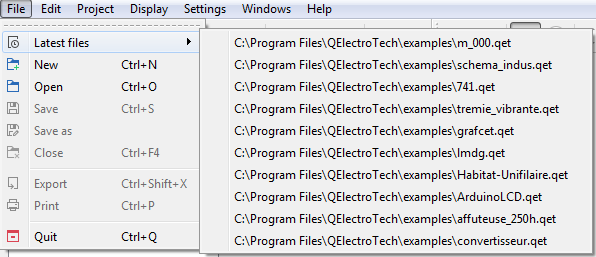 File Edit Project Display Settings Windows Help
Latest files
New Ctrl+N
Open Ctrl+O
Save Ctrl+S
Save as
Close Ctrl+F4
Export Ctrl+Shift+X
Print Ctrl+P
Quit Ctrl+Q
C:\Program Files\QElectroTech\examples\m_000.qet
C:\Program Files\QElectroTech\examples\schema_indus.qet
C:\Program Files\QElectroTech\examples\741.qet
C:\Program Files\QElectroTech\examples\tremie_vibrante.qet
C:\Program Files\QElectroTech\examples\grafcet.qet
C:\Program Files\QElectroTech\examples\lmdg.qet
C:\Program Files\QElectroTech\examples\Habitat-Unifilaire.qet
C:\Program Files\QElectroTech\examples\ArduinoLCD.qet
C:\Program Files\QElectroTech\examples\affuteuse_250h.qet
C:\Program Files\QElectroTech\examples\convertisseur.qet